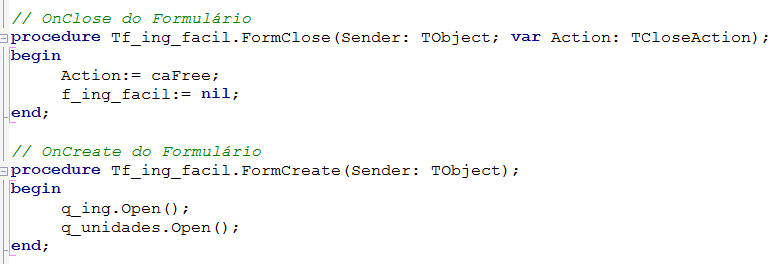 // OnClose do Formulário
procedure Tf_ing_facil.FormClose(Sender: TObject; var Action: TCloseAction);
begin
Action:= caFree;
f_ing_facil:= nil;
end;
// OnCreate do Formulário
procedure Tf_ing_facil.FormCreate(Sender: TObject);
begin
q_ing.Open();
q_unidades.Open();
end;